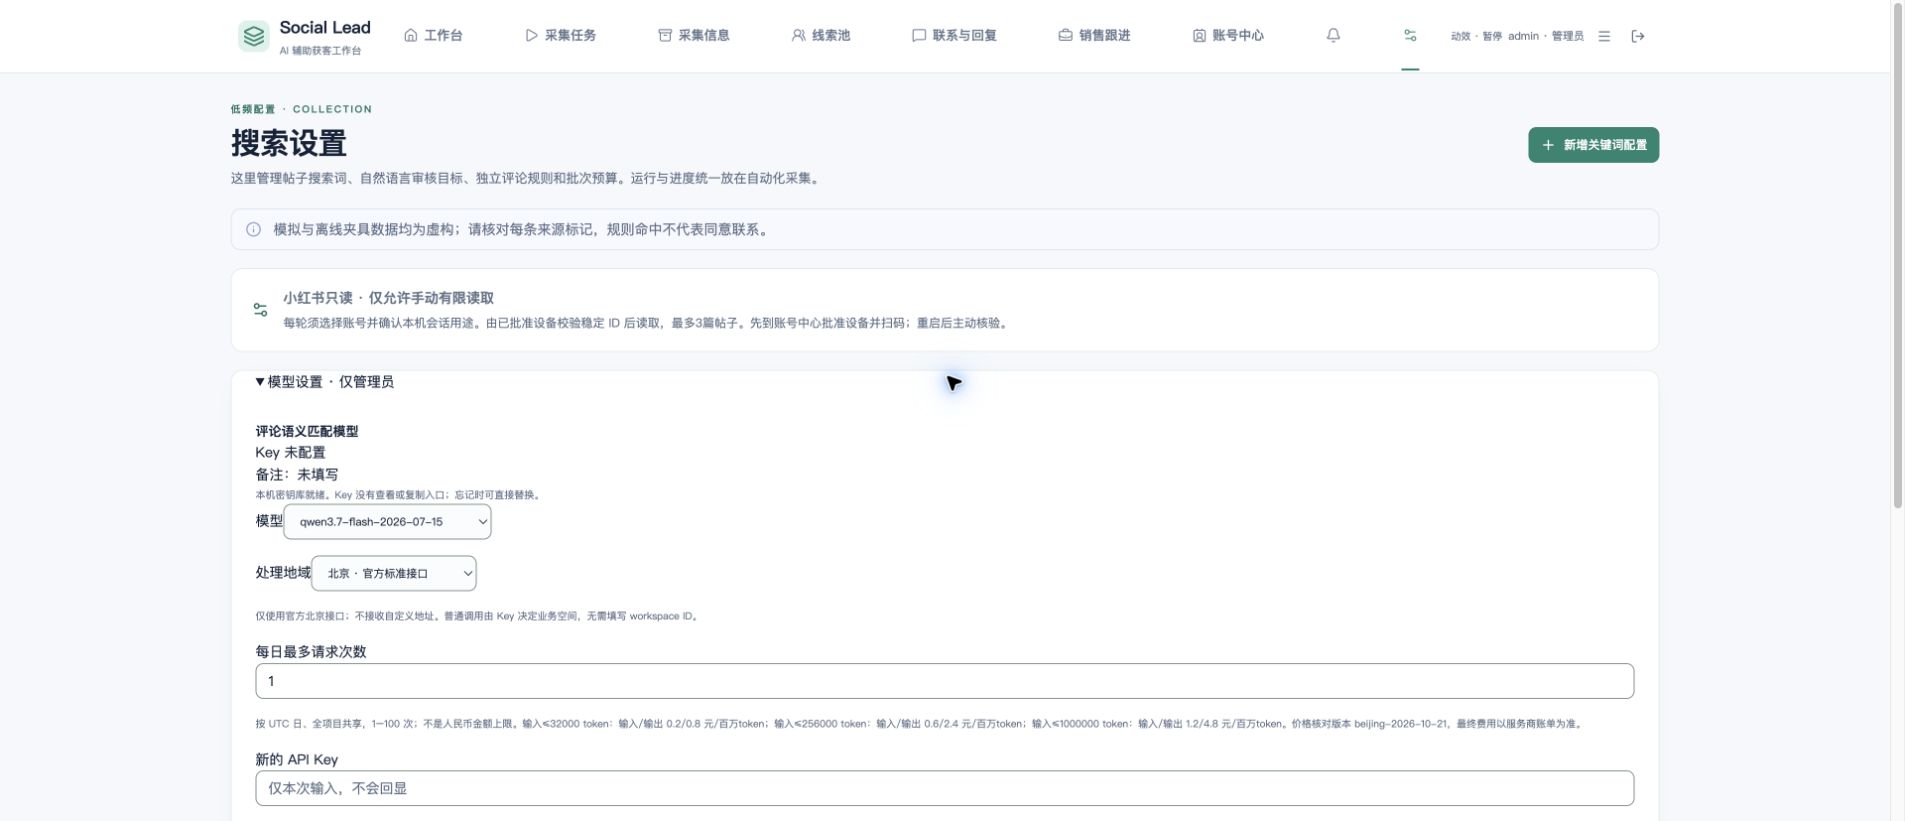 Social Lead
AI 辅助获客工作台
工作台
采集任务
采集信息
线索池
联系与回复
销售跟进
账号中心
动效 · 暂停 admin · 管理员
低频配置 · COLLECTION
搜索设置
新增关键词配置
这里管理帖子搜索词、自然语言审核目标、独立评论规则和批次预算。运行与进度统一放在自动化采集。
模拟与离线夹具数据均为虚构；请核对每条来源标记，规则命中不代表同意联系。
小红书只读 · 仅允许手动有限读取
每轮须选择账号并确认本机会话用途。由已批准设备校验稳定 ID 后读取，最多3篇帖子。先到账号中心批准设备并扫码；重启后主动核验。
▼模型设置 · 仅管理员
评论语义匹配模型
Key 未配置
备注：未填写
本机密钥库就绪。Key 没有查看或复制入口；忘记时可直接替换。
模型 qwen3.7-flash-2026-07-15
处理地域 北京 · 官方标准接口
仅使用官方北京接口；不接收自定义地址。普通调用由 Key 决定业务空间，无需填写 workspace ID。
每日最多请求次数
1
按 UTC 日、全项目共享，1—100 次；不是人民币金额上限。输入≤32000 token：输入/输出 0.2/0.8 元/百万token；输入≤256000 token：输入/输出 0.6/2.4 元/百万token；输入≤1000000 token：输入/输出 1.2/4.8 元/百万token。价格核对版本 beijing-2026-10-21，最终费用以服务商账单为准。
新的 API Key
仅本次输入，不会回显